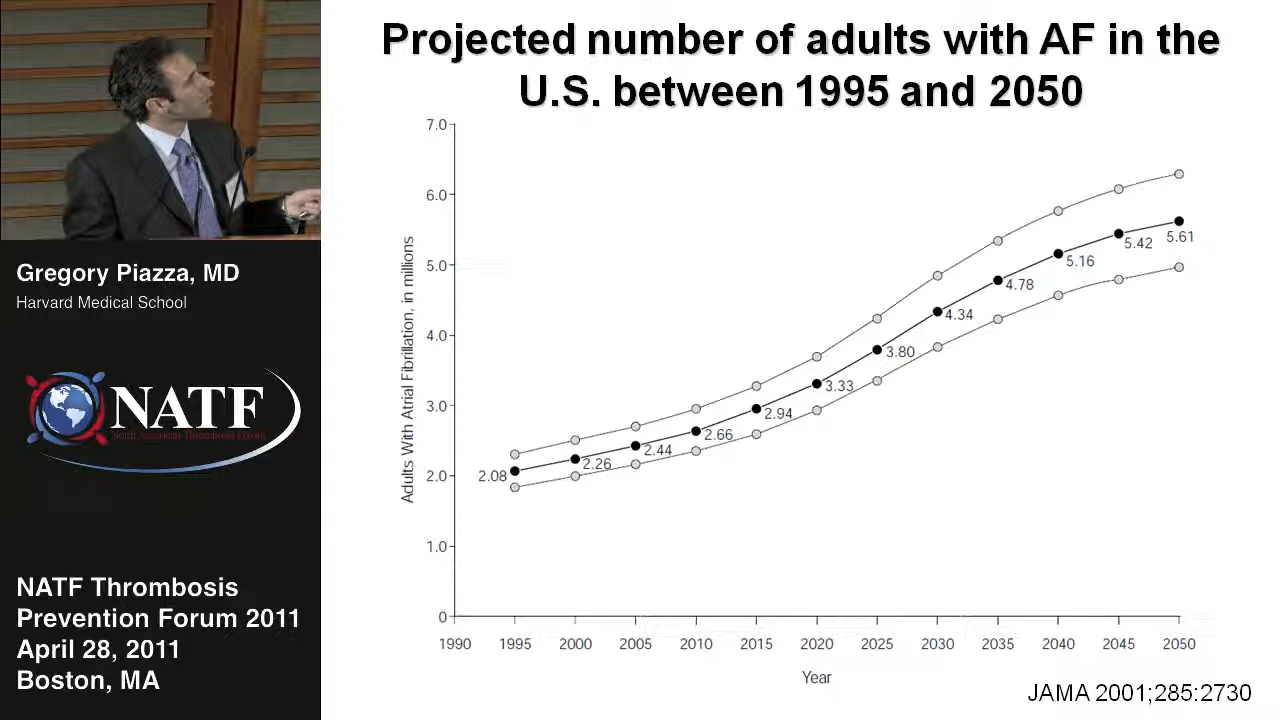 Projected number of adults with AF in the
U.S. between 1995 and 2050
Gregory Piazza, MD
Harvard Medical School
NATF
North American Thrombosis Forum
NATF Thrombosis
Prevention Forum 2011
April 28, 2011
Boston, MA
Adults With Atrial Fibrillation, in millions
7.0
6.0
5.0
4.0
3.0
2.0
1.0
0
2.08
2.26
2.44
2.66
2.94
3.33
3.80
4.34
4.78
5.16
5.42
5.61
1990 1995 2000 2005 2010 2015 2020 2025 2030 2035 2040 2045 2050
Year
JAMA 2001;285:2730